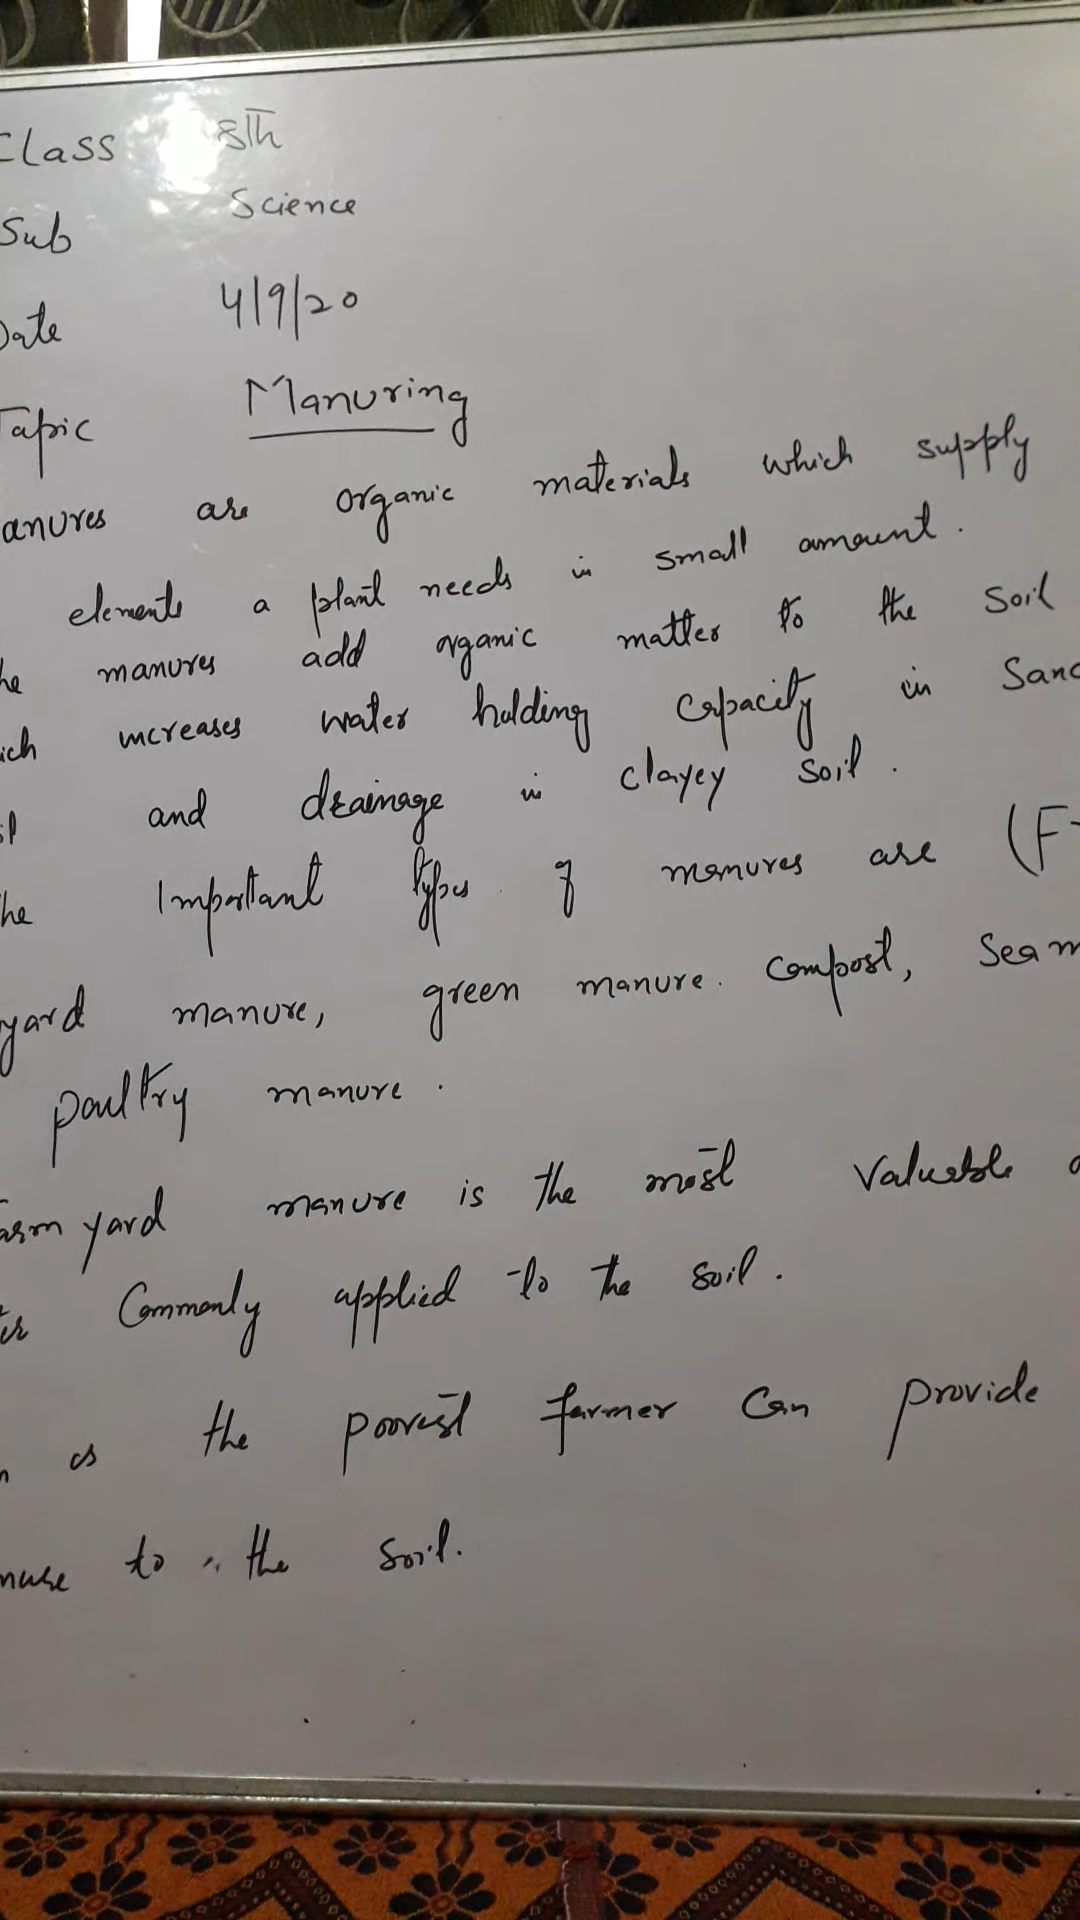 Class 8Th
Sub Science
Date 4/9/20
Tapic Manuring
anures are organic materials which supply
elements a plant needs in small amount.
he manures add organic matter to the soil
ich increases water holding capacity in Sand
il and drainage in clayey soil.
he Important types of manures are (F
yard manure, green manure. Compost, Sea m
poultry manure.
arm yard manure is the most Valuable
Commonly applied to the soil.
as the poorest farmer Can provide
nure to the soil.